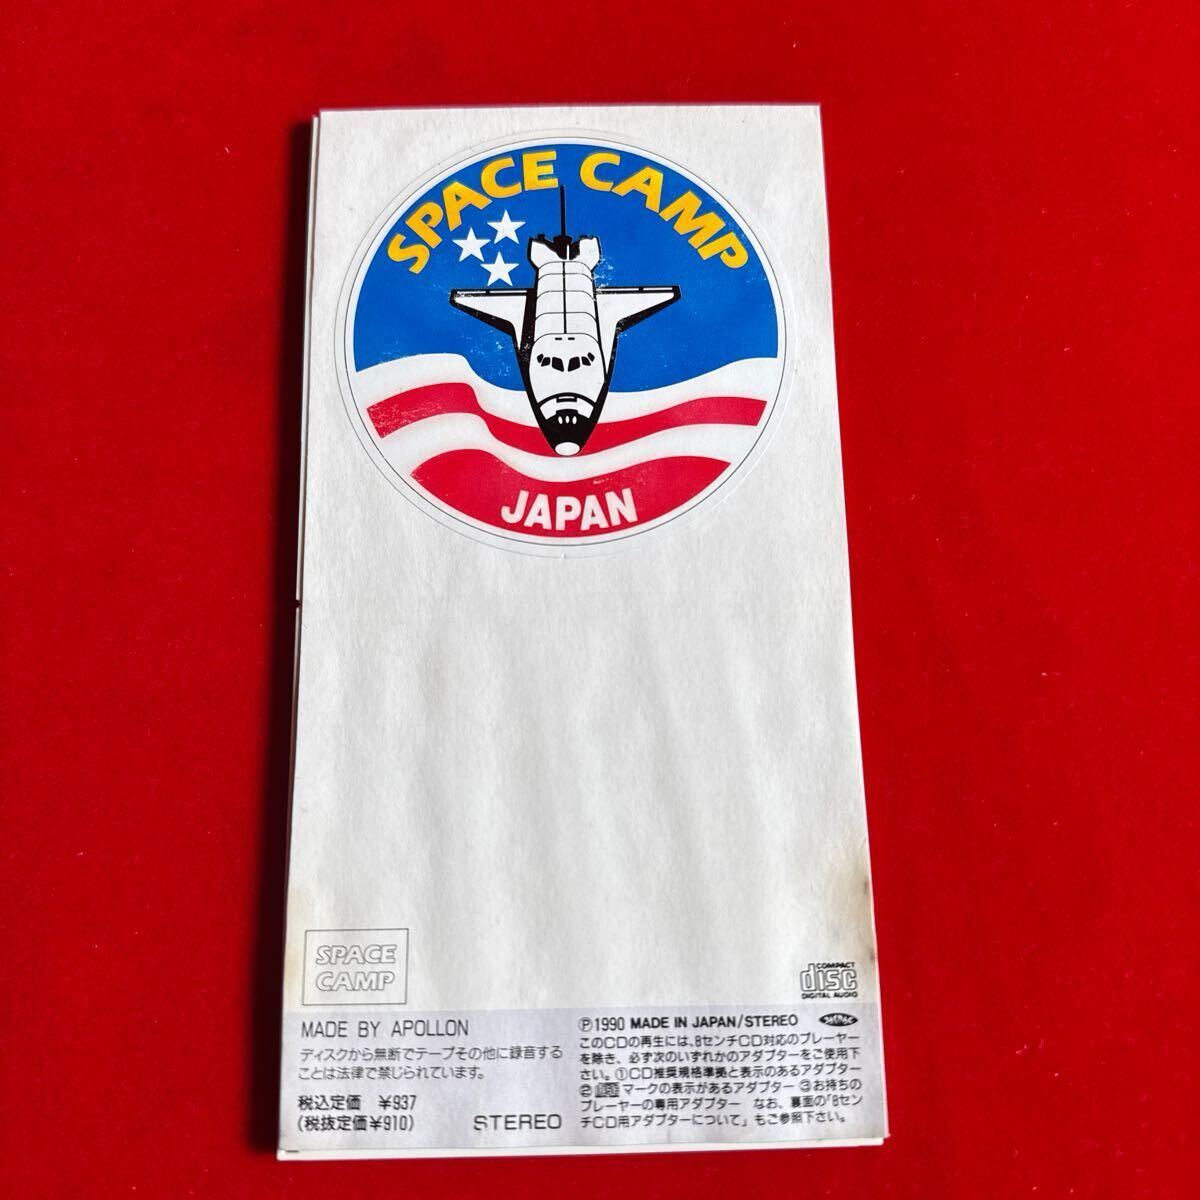 SPACE CAMP
JAPAN
SPACE
CAMP
COMPACT
disc
DIGITAL AUDIO
MADE BY APOLLON
ディスクから無断でテープその他に録音する
ことは法律で禁じられています。
税込定価 ¥937
(税抜定価¥910)
STEREO
Ⓟ1990 MADE IN JAPAN/STEREO
このCDの再生には、8センチCD対応のプレーヤー
を除き、必ず次のいずれかのアダプターをご使用下
さい。①CD推奨規格準拠と表示のあるアダプター
② マークの表示があるアダプター ③お持ちの
プレーヤーの専用アダプター なお、裏面の「8セン
チCD用アダプターについて」もご参照下さい。